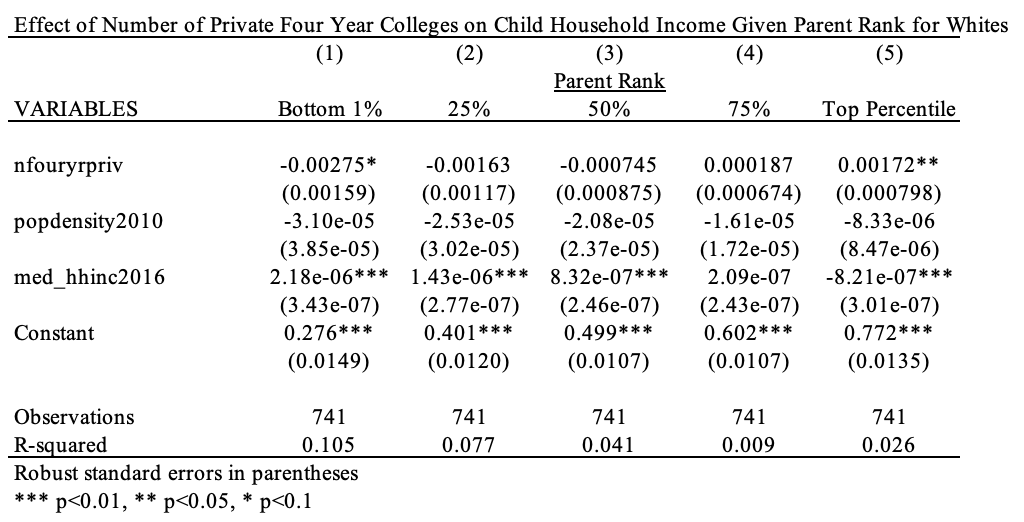 Effect of Number of Private Four Year Colleges on Child Household Income Given Parent Rank for Whites
(1) (2) (3) (4) (5)
Parent Rank
VARIABLES Bottom 1% 25% 50% 75% Top Percentile
nfouryrpriv -0.00275* -0.00163 -0.000745 0.000187 0.00172**
(0.00159) (0.00117) (0.000875) (0.000674) (0.000798)
popdensity2010 -3.10e-05 -2.53e-05 -2.08e-05 -1.61e-05 -8.33e-06
(3.85e-05) (3.02e-05) (2.37e-05) (1.72e-05) (8.47e-06)
med_hhinc2016 2.18e-06*** 1.43e-06*** 8.32e-07*** 2.09e-07 -8.21e-07***
(3.43e-07) (2.77e-07) (2.46e-07) (2.43e-07) (3.01e-07)
Constant 0.276*** 0.401*** 0.499*** 0.602*** 0.772***
(0.0149) (0.0120) (0.0107) (0.0107) (0.0135)
Observations 741 741 741 741 741
R-squared 0.105 0.077 0.041 0.009 0.026
Robust standard errors in parentheses
*** p<0.01, ** p<0.05, * p<0.1